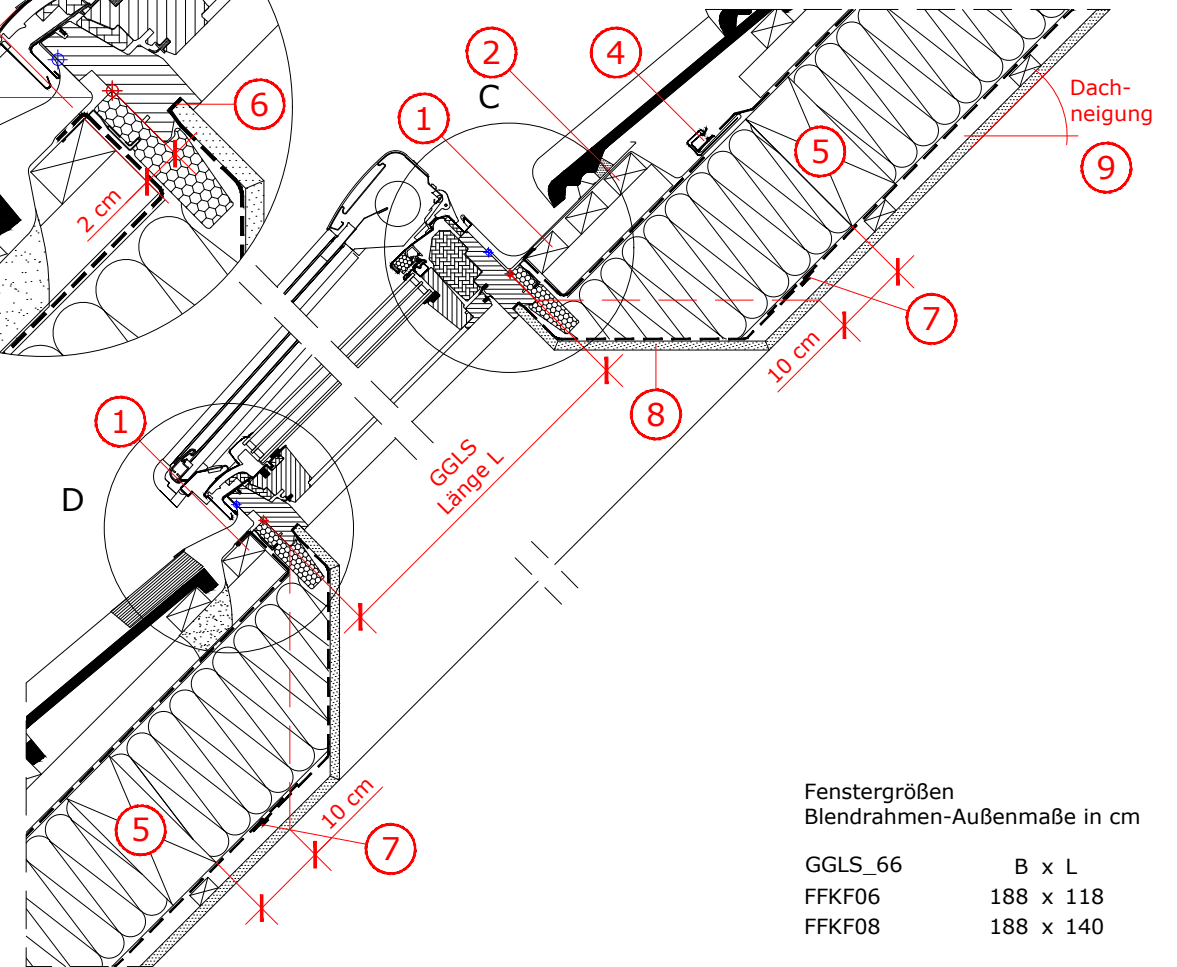 6
2 cm
2
C
4
1
5
Dach-
neigung
9
7
10 cm
8
1
D
GGLS
Länge L
5
10 cm
7
Fenstergrößen
Blendrahmen-Außenmaße in cm
GGLS_66 B x L
FFKF06 188 x 118
FFKF08 188 x 140